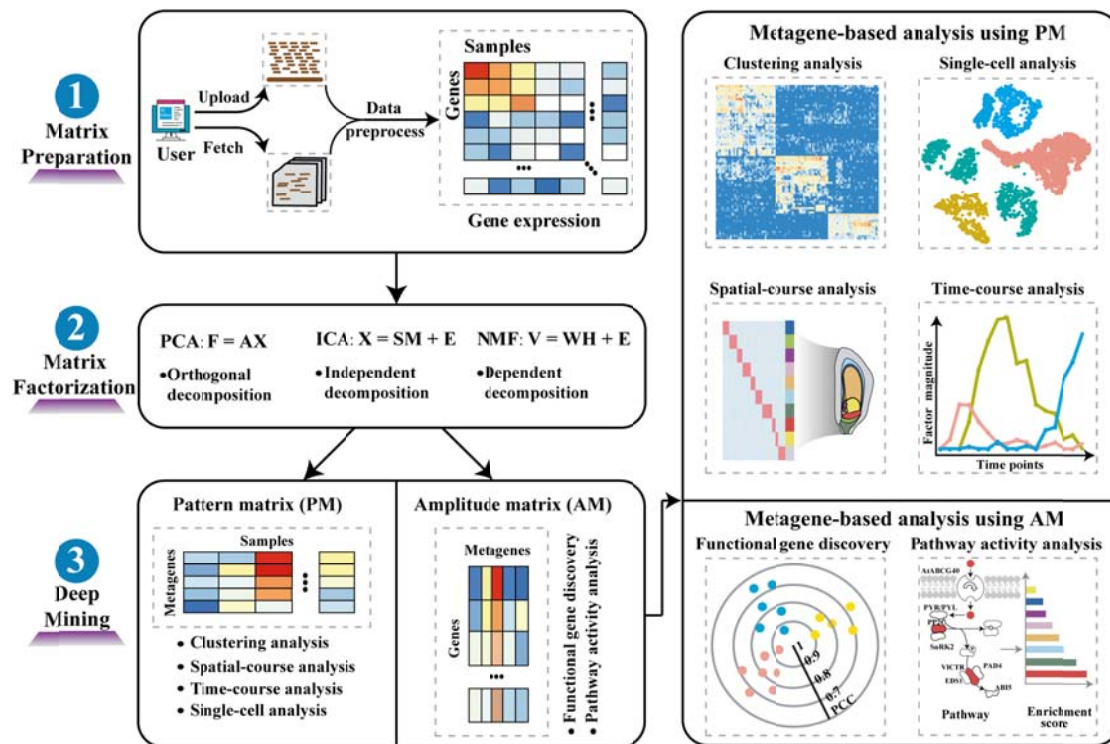 1
Matrix
Preparation
User
Upload
Fetch
Data
preprocess
Samples
Genes
Gene expression
2
Matrix
Factorization
PCA: F = AX
•Orthogonal
decomposition
ICA: X = SM + E
•Independent
decomposition
NMF: V = WH + E
•Dependent
decomposition
3
Deep
Mining
Pattern matrix (PM)
Samples
Metagenes
• Clustering analysis
• Spatial-course analysis
• Time-course analysis
• Single-cell analysis
Amplitude matrix (AM)
Metagenes
Genes
• Functional gene discovery
• Pathway activity analysis
Metagene-based analysis using PM
Clustering analysis
Single-cell analysis
Spatial-course analysis
Time-course analysis
Factor magnitude
Time points
Metagene-based analysis using AM
Functional gene discovery
1
0.9
0.8
0.7
PCC
Pathway activity analysis
AtABCG40
PYR/PYL
PP2C
SnRK2
VICTR
PAD4
EDS1
ABI5
Pathway
Enrichment
score